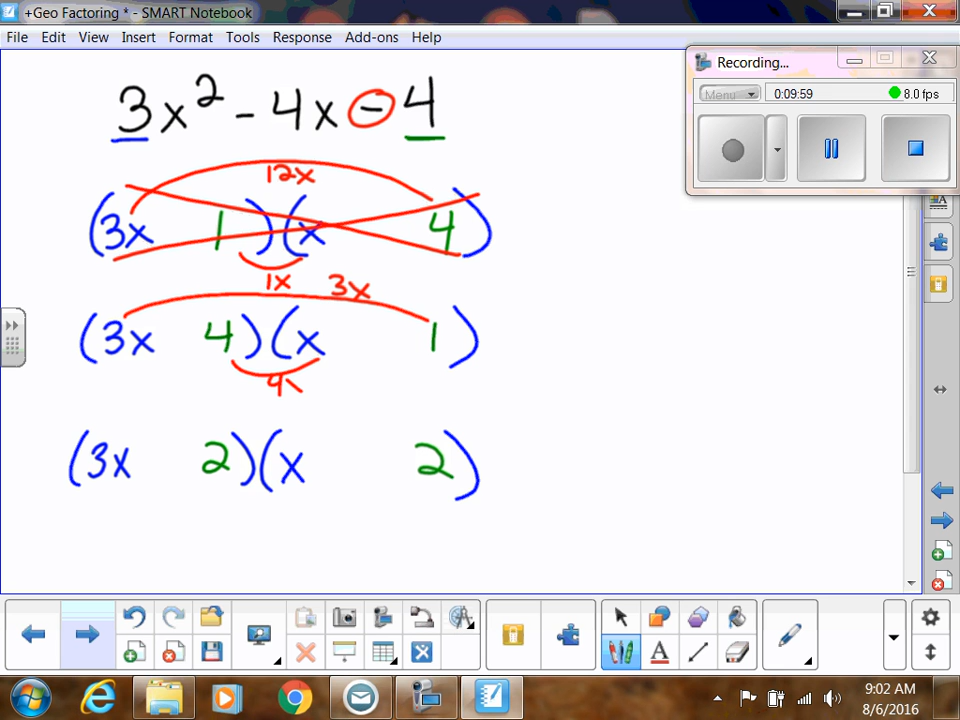 +Geo Factoring * - SMART Notebook
File Edit View Insert Format Tools Response Add-ons Help
Recording...
Menu 0:09:59 8.0 fps
3x² - 4x - 4
12x
(3x 1)(x 4)
1x 3x
(3x 4)(x 1)
4x
(3x 2)(x 2)
A
9:02 AM
8/6/2016